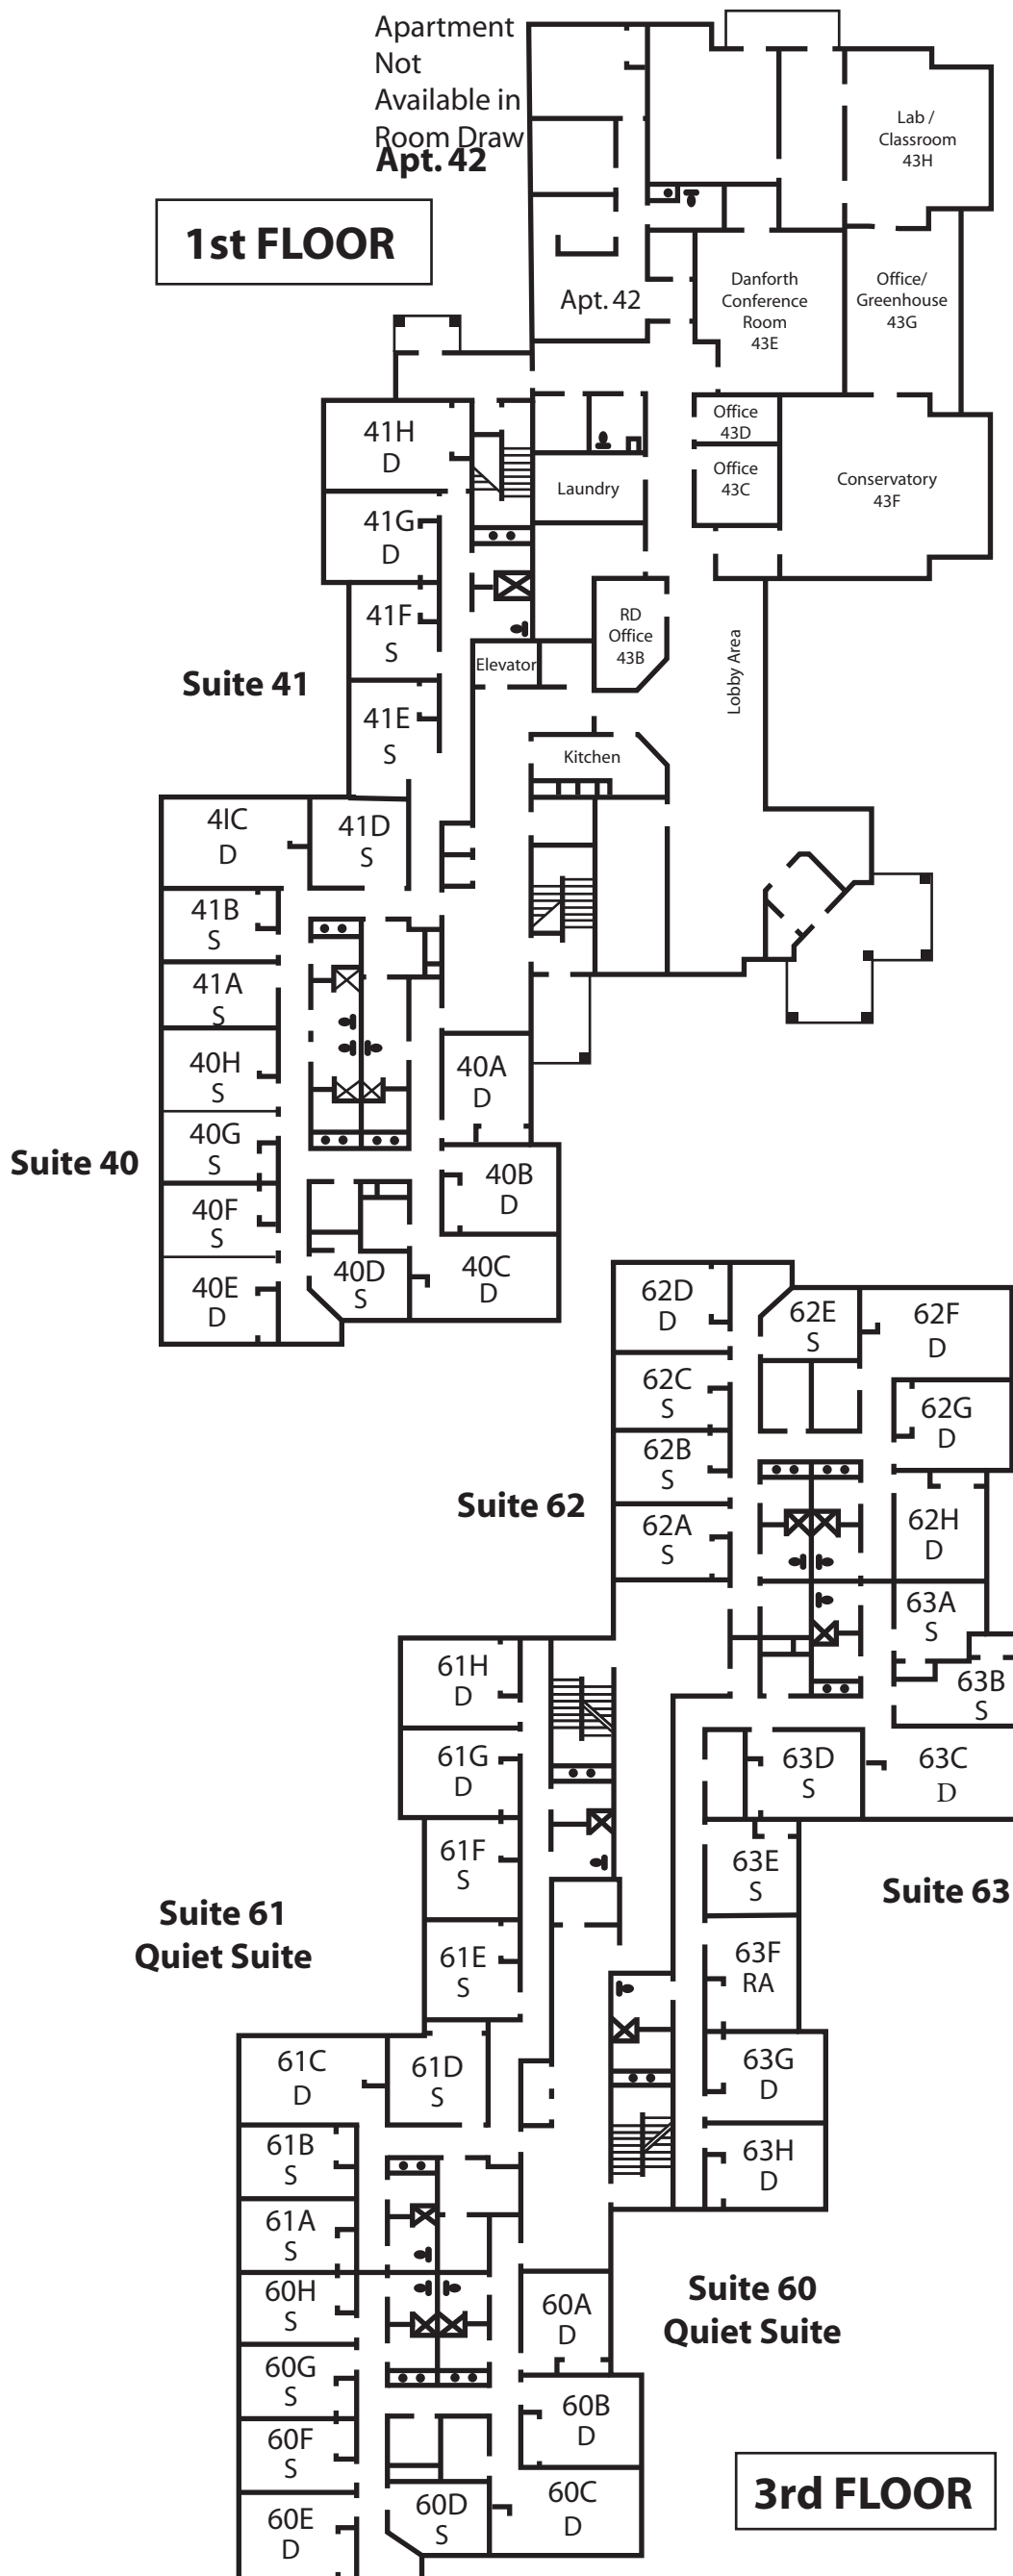 Apartment
Not
Available in
Room Draw
Apt. 42
1st FLOOR
Lab /
Classroom
43H
Apt. 42
Danforth
Conference
Room
43E
Office/
Greenhouse
43G
41H
D
Office
43D
Office
43C
Conservatory
43F
Laundry
41G
D
41F
S
RD
Office
43B
Lobby Area
Elevator
Suite 41
41E
S
Kitchen
4IC
D
41D
S
41B
S
41A
S
40H
S
40A
D
40G
S
Suite 40
40B
D
40F
S
40D
S
40C
D
40E
D
62D
D
62E
S
62F
D
62C
S
62G
D
62B
S
Suite 62
62A
S
62H
D
63A
S
61H
D
63B
S
61G
D
63D
S
63C
D
61F
S
63E
S
Suite 63
Suite 61
Quiet Suite
61E
S
63F
RA
61C
D
61D
S
63G
D
61B
S
63H
D
61A
S
60H
S
60A
D
Suite 60
Quiet Suite
60G
S
60B
D
60F
S
60D
S
60C
D
60E
D
3rd FLOOR